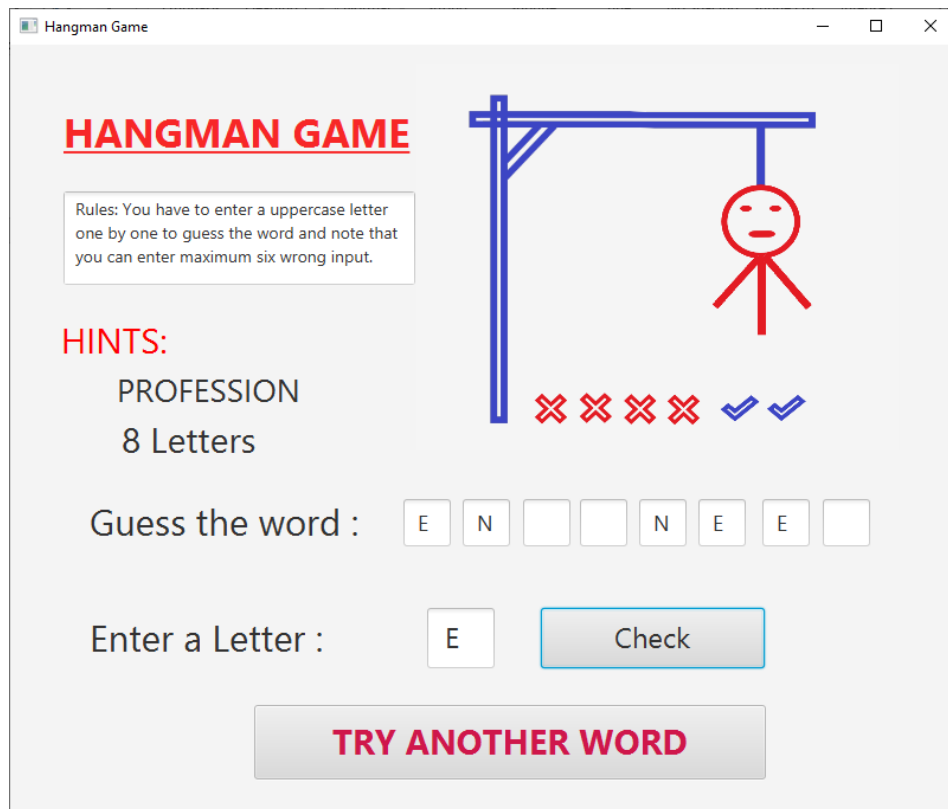 Hangman Game
HANGMAN GAME
Rules: You have to enter a uppercase letter
one by one to guess the word and note that
you can enter maximum six wrong input.
HINTS:
PROFESSION
8 Letters
Guess the word : E N N E E
Enter a Letter : E Check
TRY ANOTHER WORD